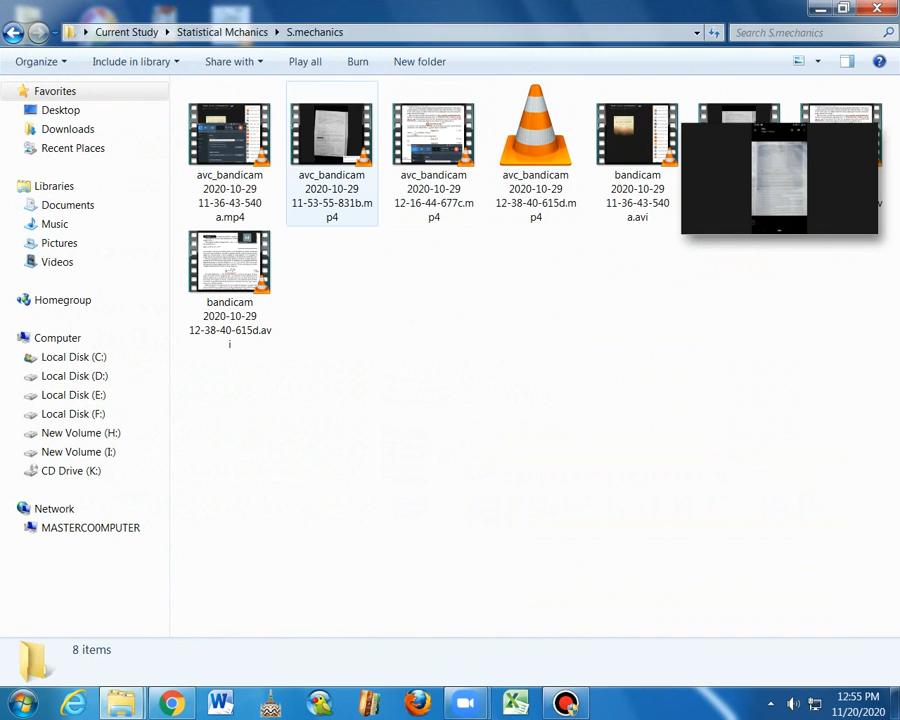 Current Study
Statistical Mchanics
S.mechanics
Search S.mechanics
Organize
Include in library
Share with
Play all
Burn
New folder
Favorites
Desktop
Downloads
Recent Places
Libraries
Documents
Music
Pictures
Videos
Homegroup
Computer
Local Disk (C:)
Local Disk (D:)
Local Disk (E:)
Local Disk (F:)
New Volume (H:)
New Volume (I:)
CD Drive (K:)
Network
MASTERCO0MPUTER
avc_bandicam
2020-10-29
11-36-43-540
a.mp4
avc_bandicam
2020-10-29
11-53-55-831b.m
p4
avc_bandicam
2020-10-29
12-16-44-677c.m
p4
avc_bandicam
2020-10-29
12-38-40-615d.m
p4
bandicam
2020-10-29
11-36-43-540
a.avi
bandicam
2020-10-29
12-38-40-615d.av
i
8 items
12:55 PM
11/20/2020